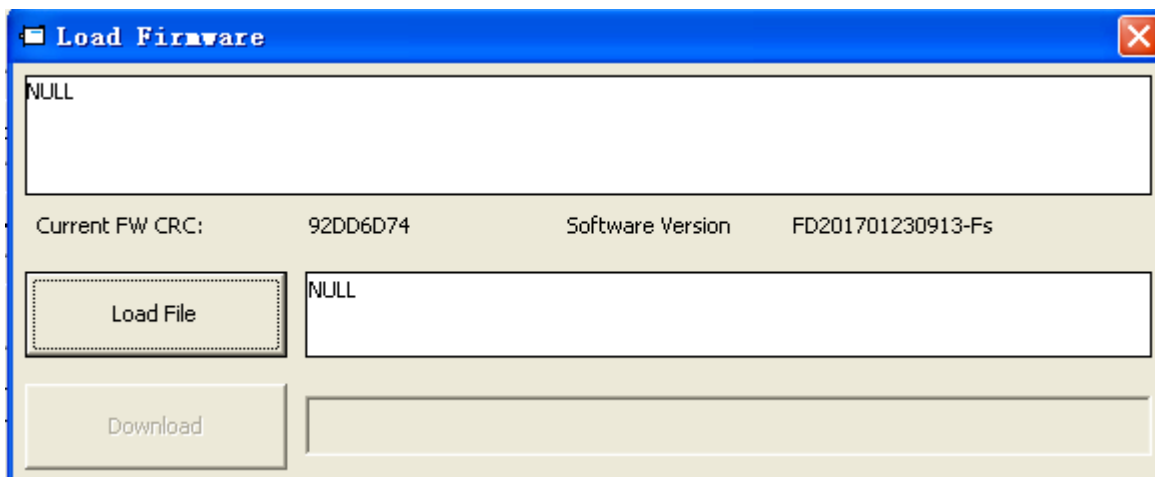 Load Firmware
NULL
Current FW CRC: 92DD6D74 Software Version FD201701230913-Fs
Load File NULL
Download